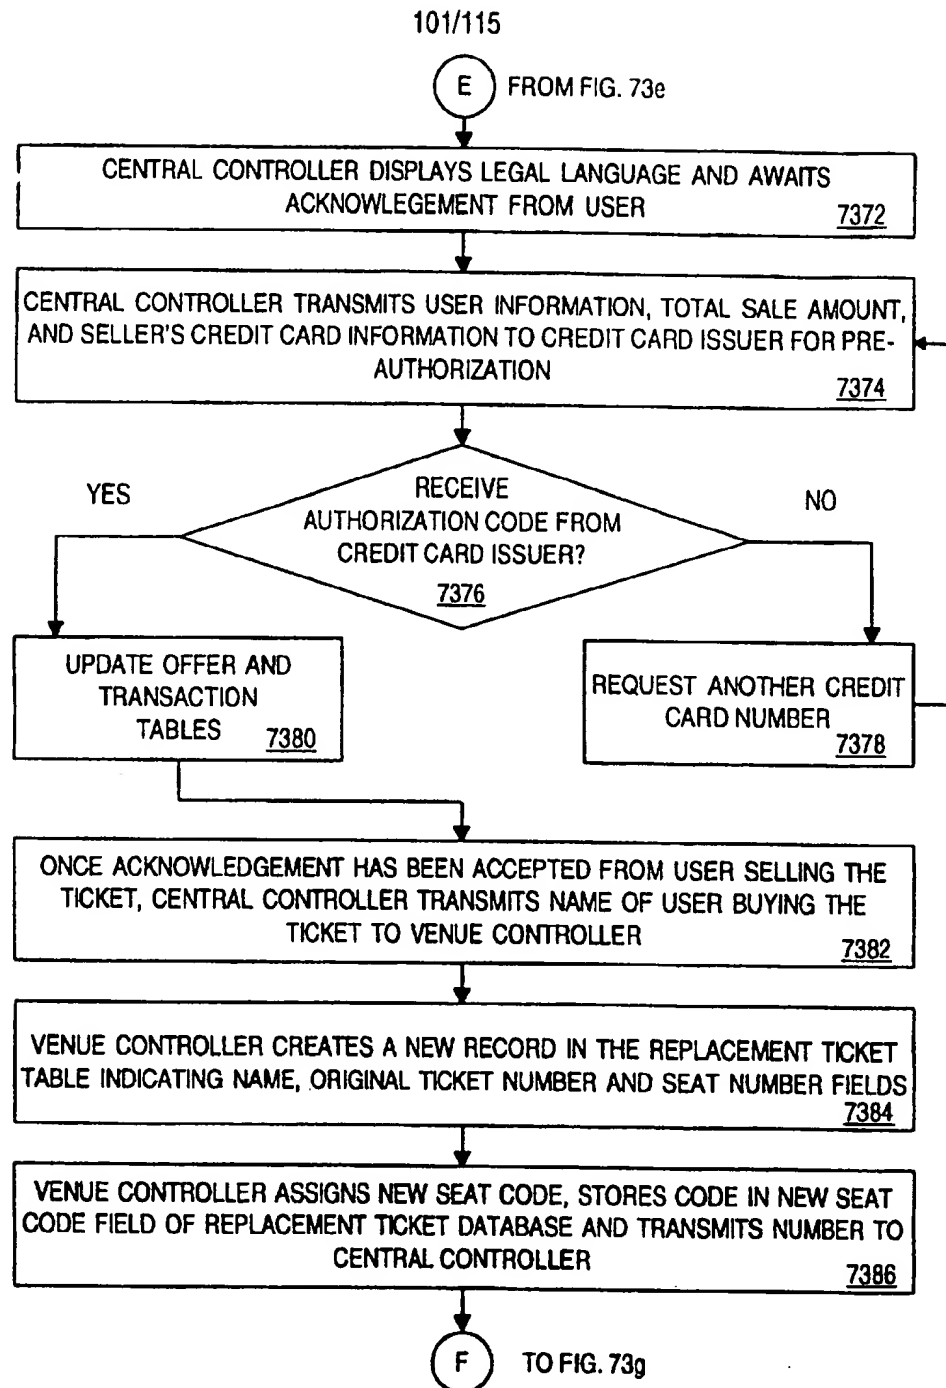 101/115
E FROM FIG. 73e
CENTRAL CONTROLLER DISPLAYS LEGAL LANGUAGE AND AWAITS
ACKNOWLEGEMENT FROM USER
7372
CENTRAL CONTROLLER TRANSMITS USER INFORMATION, TOTAL SALE AMOUNT,
AND SELLER'S CREDIT CARD INFORMATION TO CREDIT CARD ISSUER FOR PRE-
AUTHORIZATION
7374
YES
RECEIVE
AUTHORIZATION CODE FROM
CREDIT CARD ISSUER?
7376
NO
UPDATE OFFER AND
TRANSACTION
TABLES
7380
REQUEST ANOTHER CREDIT
CARD NUMBER
7378
ONCE ACKNOWLEDGEMENT HAS BEEN ACCEPTED FROM USER SELLING THE
TICKET, CENTRAL CONTROLLER TRANSMITS NAME OF USER BUYING THE
TICKET TO VENUE CONTROLLER
7382
VENUE CONTROLLER CREATES A NEW RECORD IN THE REPLACEMENT TICKET
TABLE INDICATING NAME, ORIGINAL TICKET NUMBER AND SEAT NUMBER FIELDS
7384
VENUE CONTROLLER ASSIGNS NEW SEAT CODE, STORES CODE IN NEW SEAT
CODE FIELD OF REPLACEMENT TICKET DATABASE AND TRANSMITS NUMBER TO
CENTRAL CONTROLLER
7386
F TO FIG. 73g